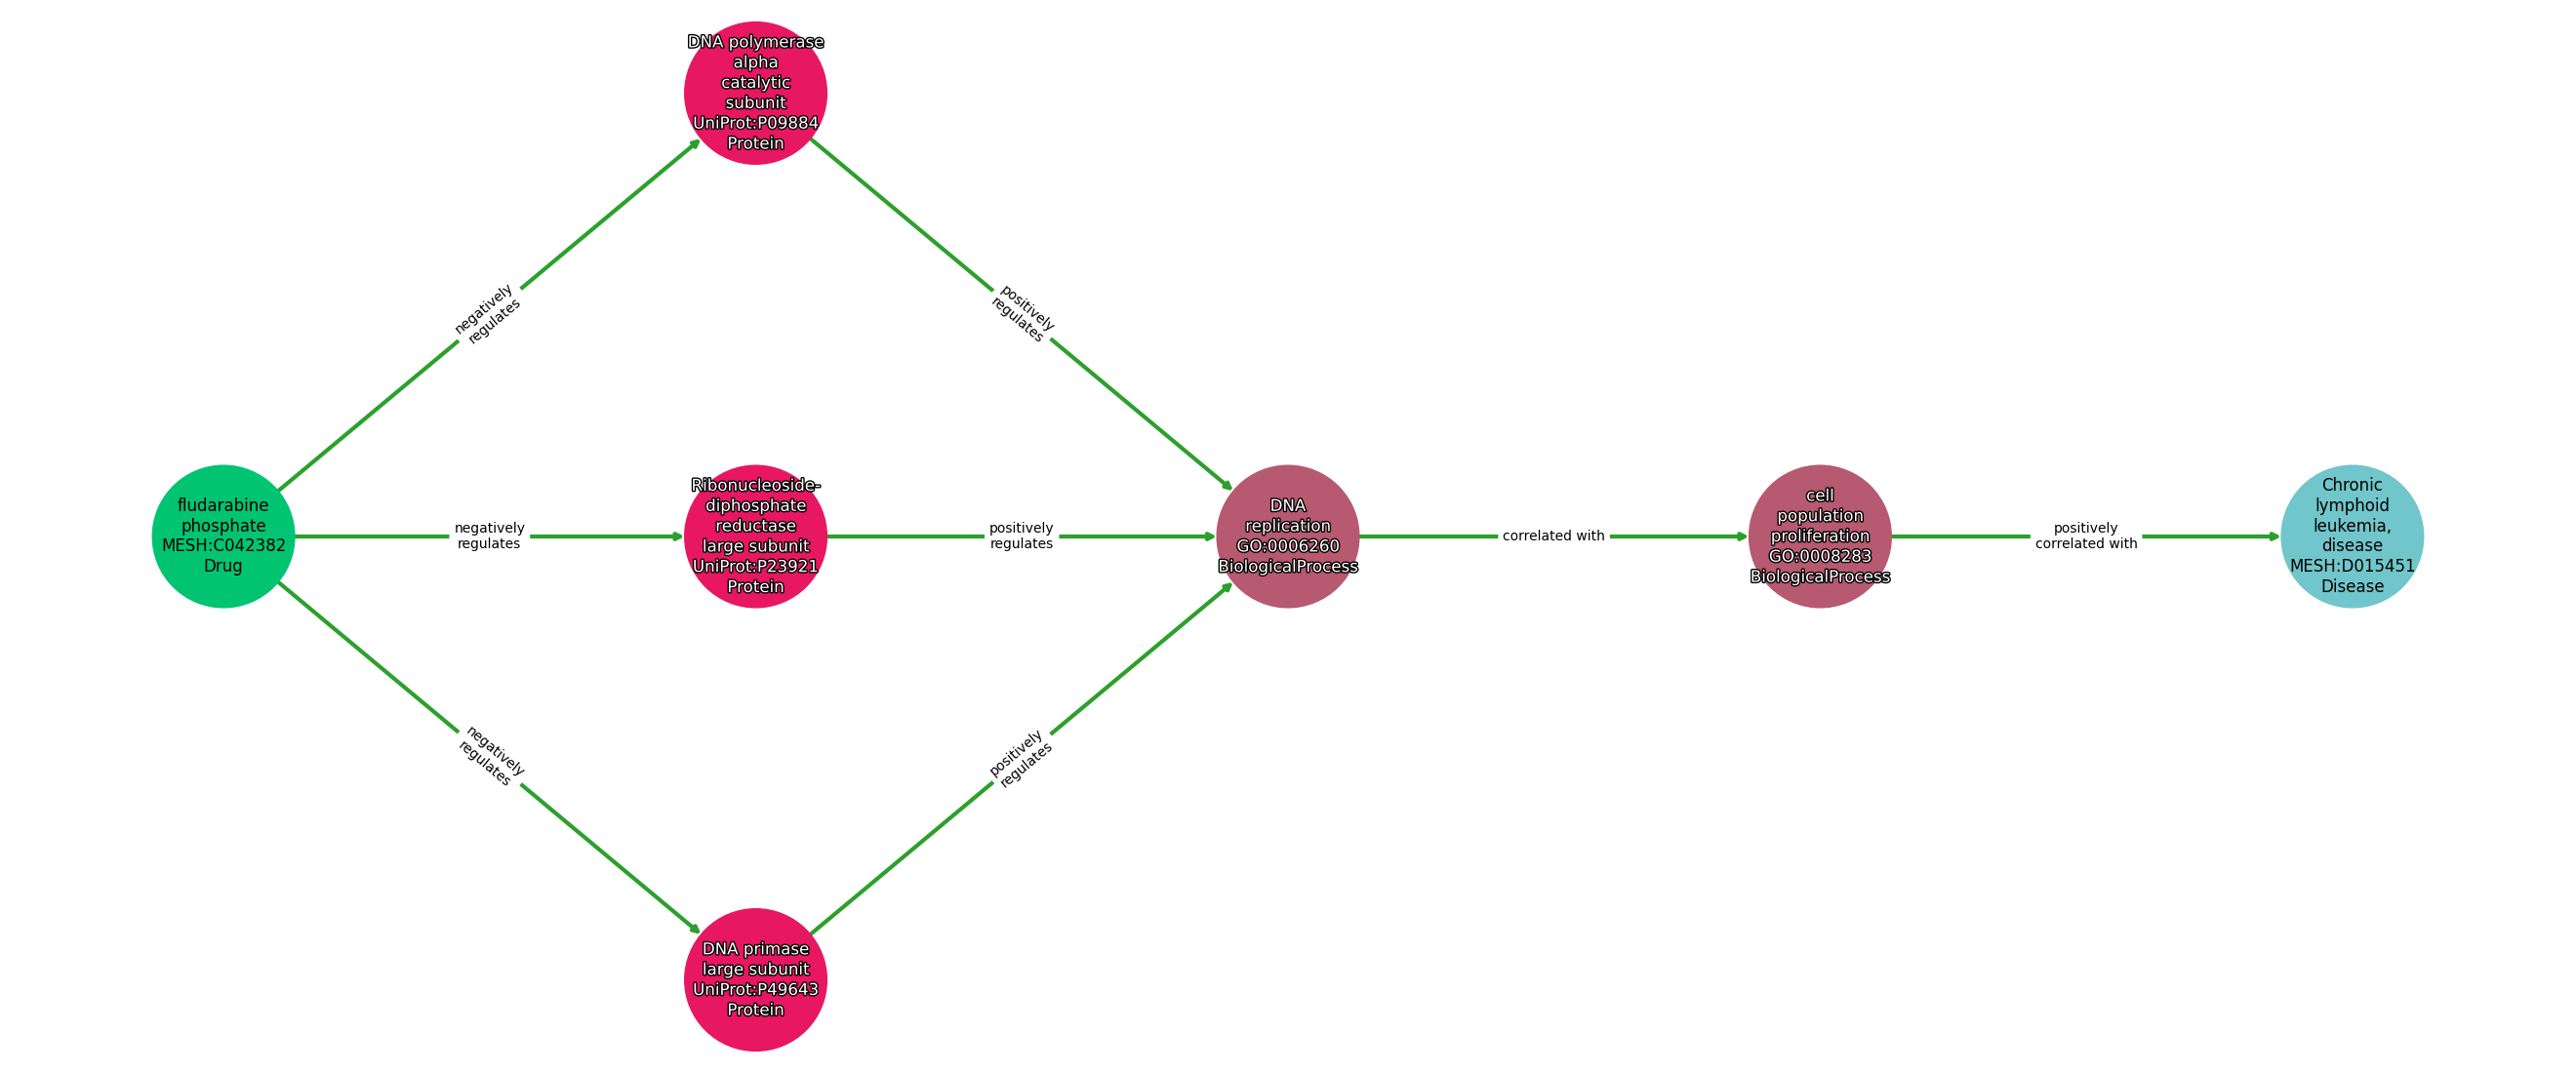 DNA polymerase
alpha
catalytic
subunit
UniProt:P09884
Protein
negatively
regulates
positively
regulates
fludarabine
phosphate
MESH:C042382
Drug
negatively
regulates
Ribonucleoside-
diphosphate
reductase
large subunit
UniProt:P23921
Protein
positively
regulates
DNA
replication
GO:0006260
BiologicalProcess
correlated with
cell
population
proliferation
GO:0008283
BiologicalProcess
positively
correlated with
Chronic
lymphoid
leukemia,
disease
MESH:D015451
Disease
negatively
regulates
positively
regulates
DNA primase
large subunit
UniProt:P49643
Protein